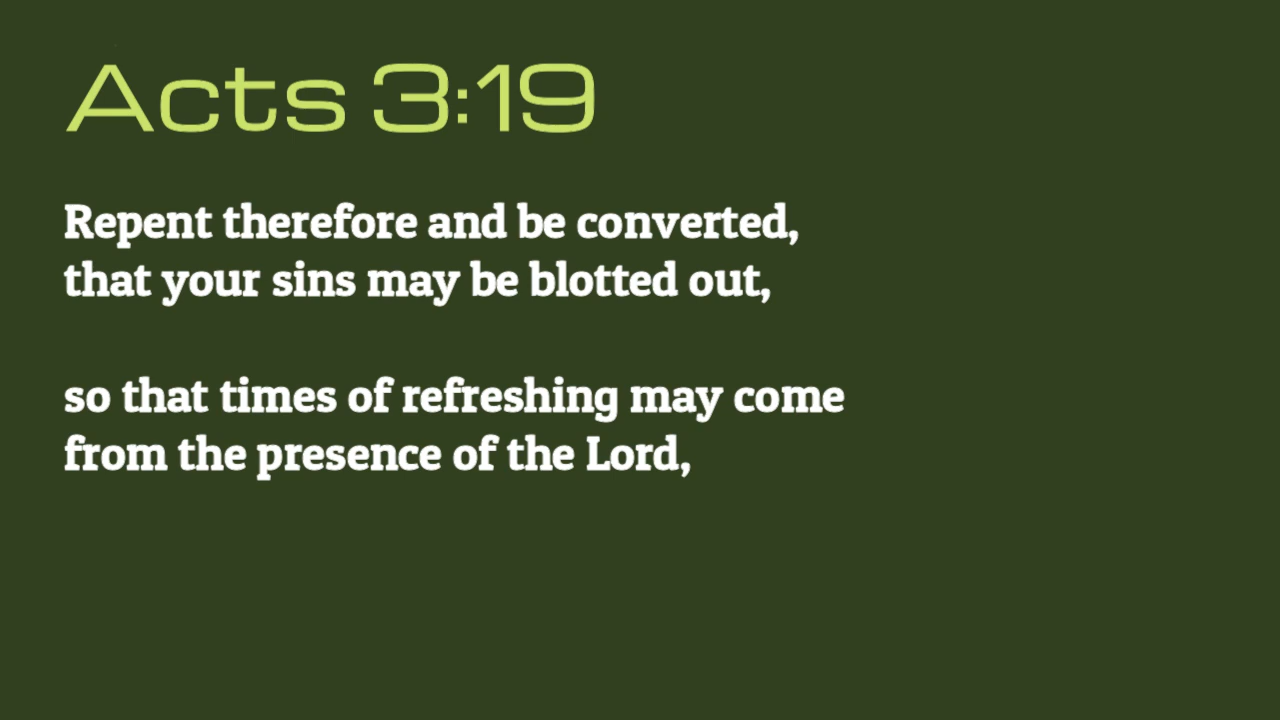 Acts 3:19
Repent therefore and be converted,
that your sins may be blotted out,
so that times of refreshing may come
from the presence of the Lord,